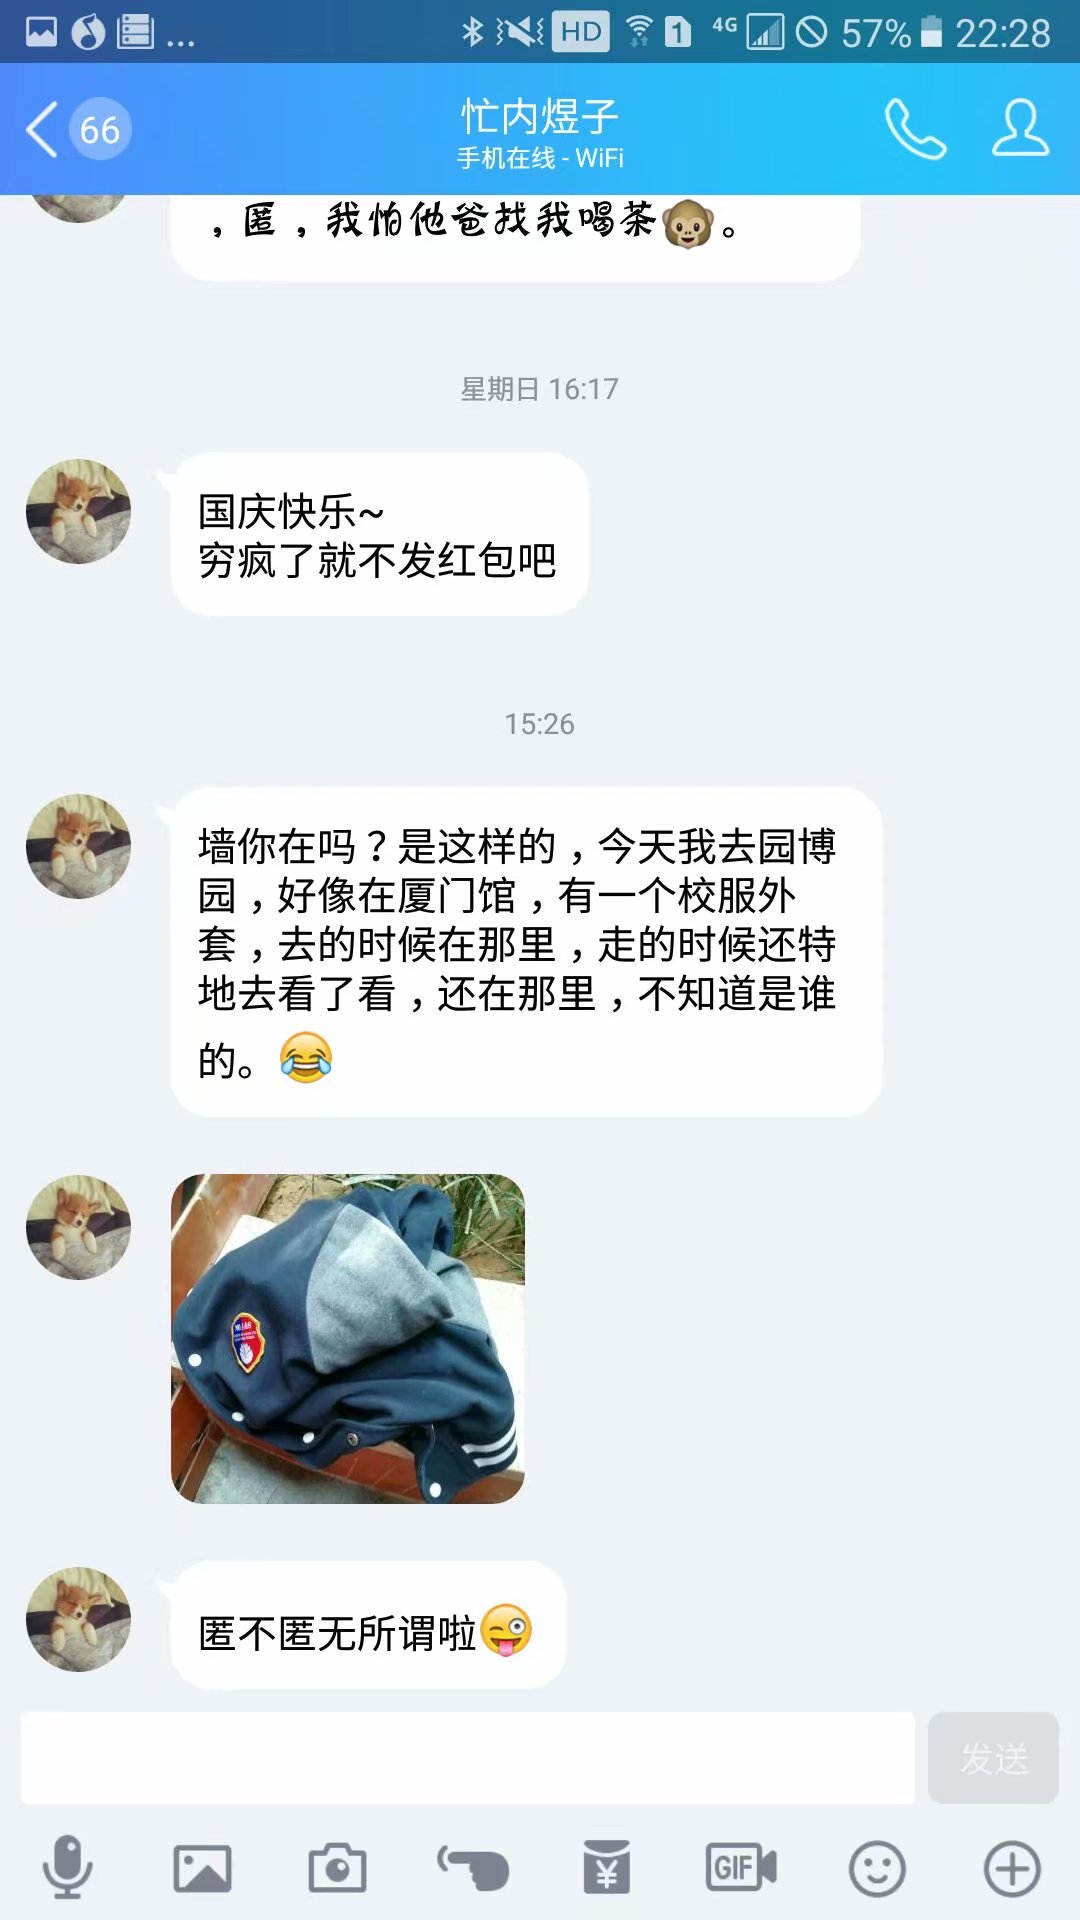 HD 1 4G 57% 22:28
66
忙内煜子
手机在线 - WiFi
，匿，我怕他爸找我喝茶🐵。
星期日 16:17
国庆快乐~
穷疯了就不发红包吧
15:26
墙你在吗？是这样的，今天我去园博
园，好像在厦门馆，有一个校服外
套，去的时候在那里，走的时候还特
地去看了看，还在那里，不知道是谁
的。😂
匿不匿无所谓啦😜
发送
GIF